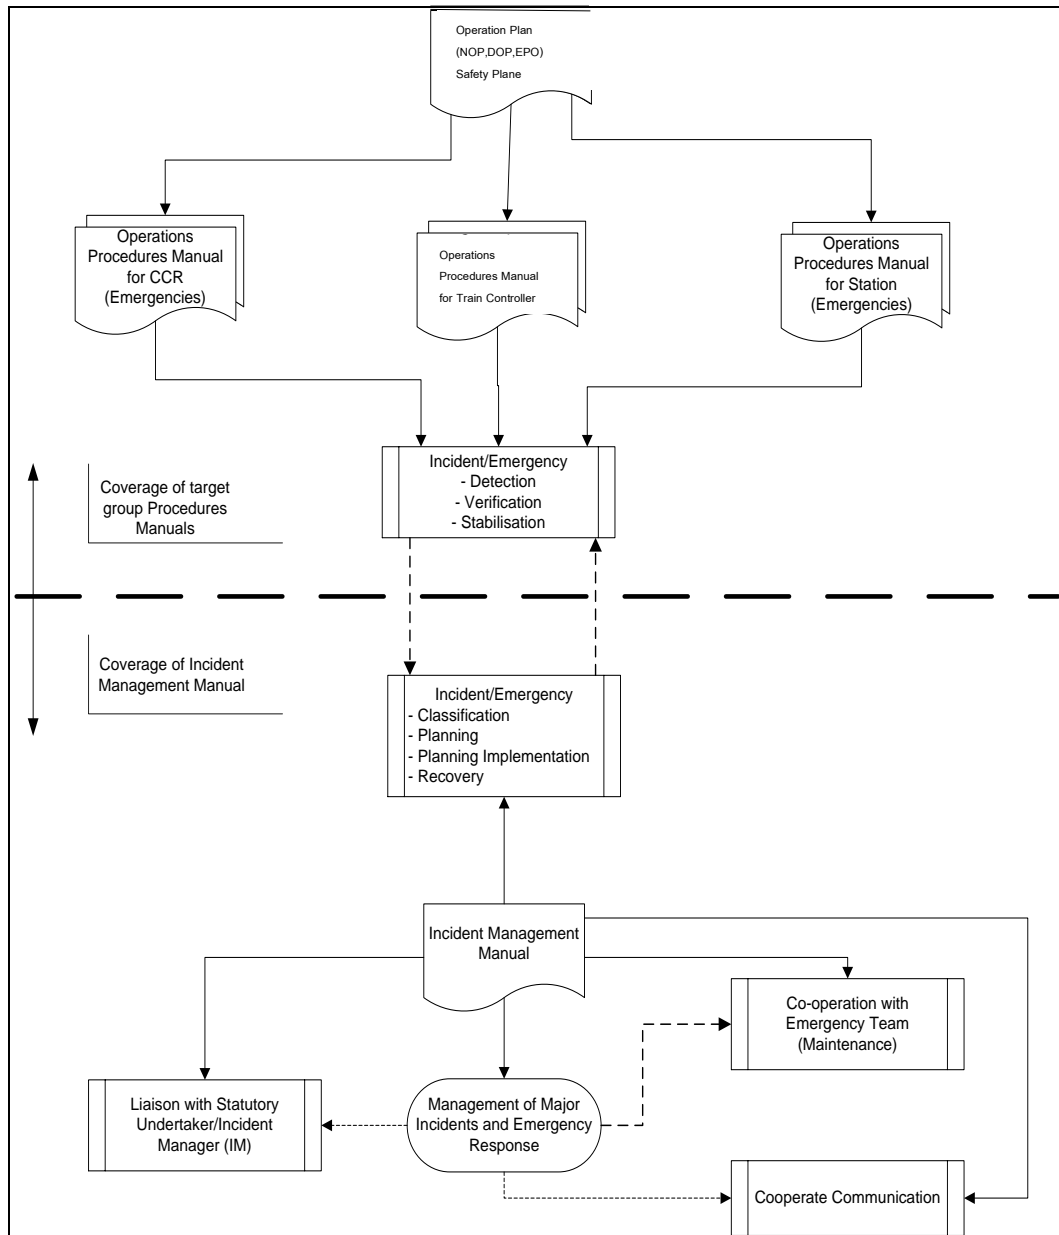 Operation Plan
(NOP,DOP,EPO)
Safety Plane
Operations
Procedures Manual
for CCR
(Emergencies)
Operations
Procedures Manual
for Train Controller
Operations
Procedures Manual
for Station
(Emergencies)
Incident/Emergency
- Detection
- Verification
- Stabilisation
Coverage of target
group Procedures
Manuals
Coverage of Incident
Management Manual
Incident/Emergency
- Classification
- Planning
- Planning Implementation
- Recovery
Incident Management
Manual
Co-operation with
Emergency Team
(Maintenance)
Liaison with Statutory
Undertaker/Incident
Manager (IM)
Management of Major
Incidents and Emergency
Response
Cooperate Communication